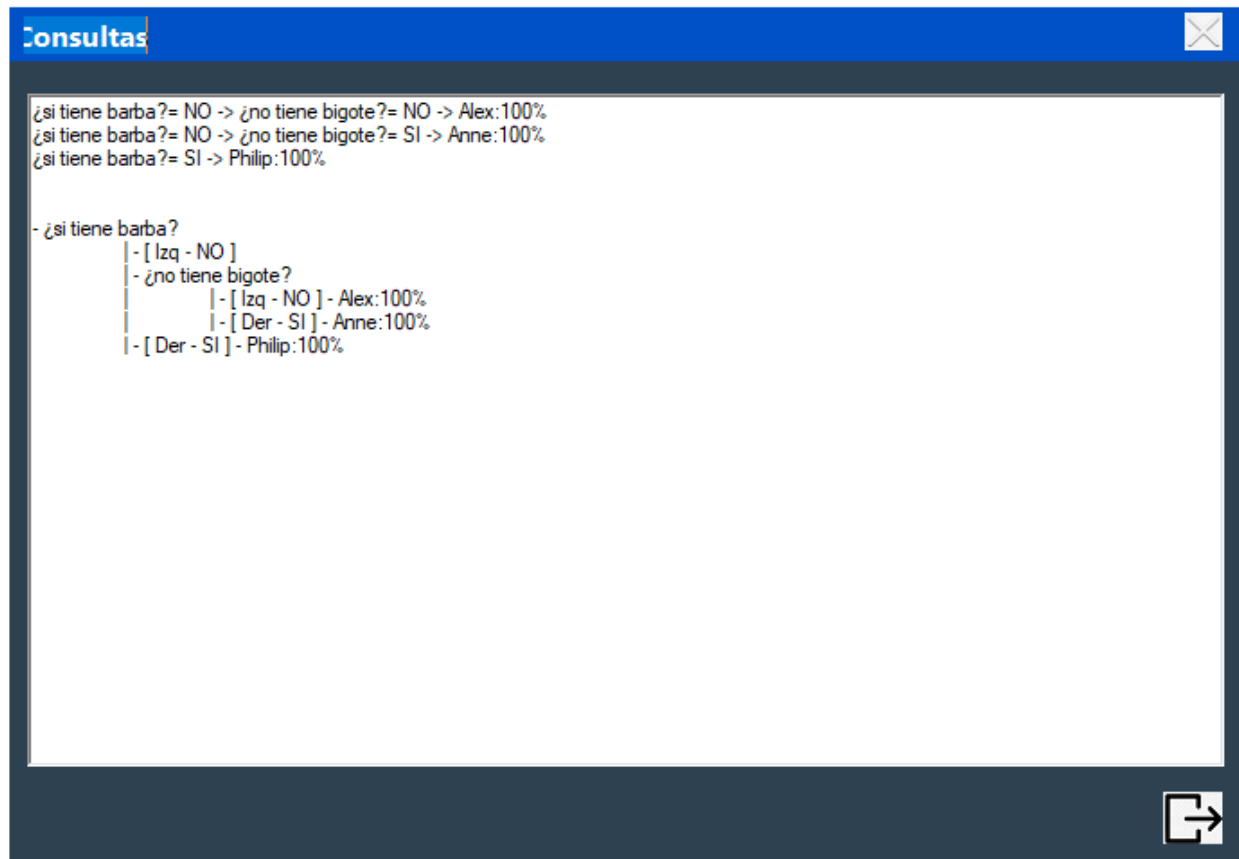 Consultas
¿si tiene barba?= NO -> ¿no tiene bigote?= NO -> Alex:100%
¿si tiene barba?= NO -> ¿no tiene bigote?= SI -> Anne:100%
¿si tiene barba?= SI -> Philip:100%
- ¿si tiene barba?
|- [ Izq - NO ]
|- ¿no tiene bigote?
| |- [ Izq - NO ] - Alex:100%
| |- [ Der - SI ] - Anne:100%
|- [ Der - SI ] - Philip:100%